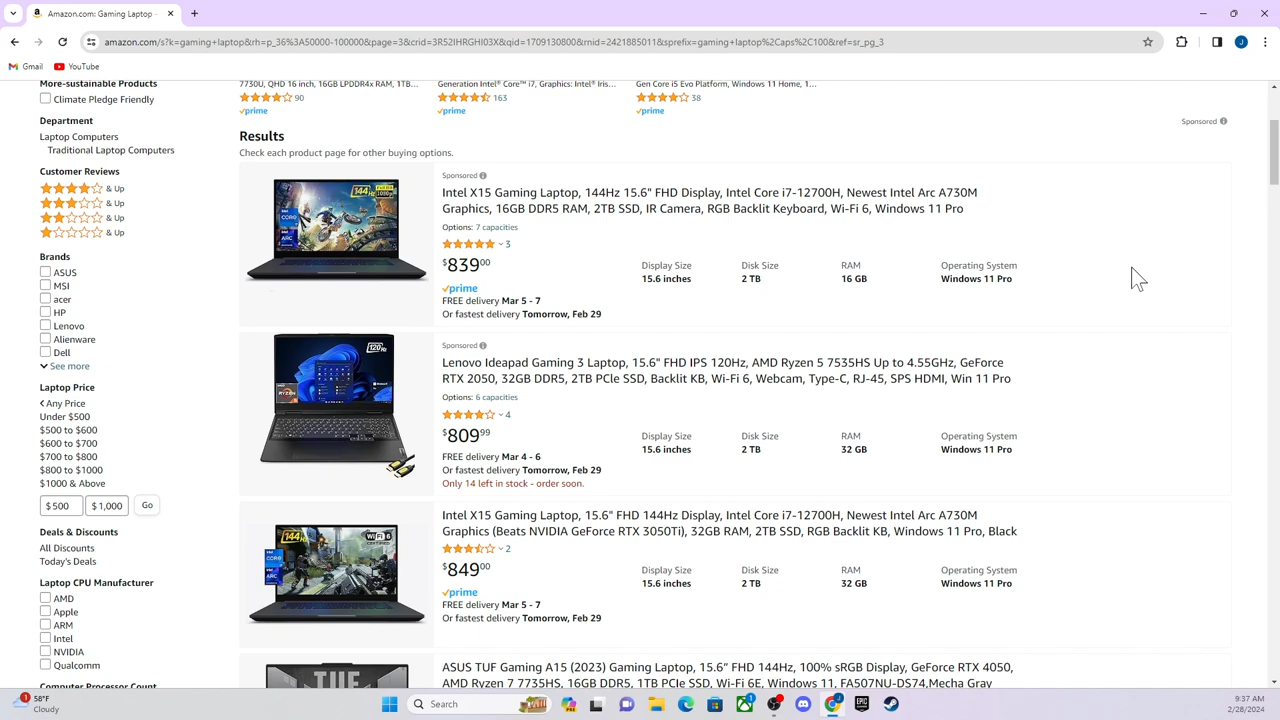 Amazon.com: Gaming Laptop -
amazon.com/s?k=gaming+laptop&rh=p_36%3A50000-100000&page=3&crid=3R52IHRGHI03X&qid=1709130800&rnid=2421885011&sprefix=gaming+laptop%2Caps%2C100&ref=sr_pg_3
J
Gmail
YouTube
More-sustainable Products
Climate Pledge Friendly
Department
Laptop Computers
Traditional Laptop Computers
Customer Reviews
& Up
& Up
& Up
& Up
Brands
ASUS
MSI
acer
HP
Lenovo
Alienware
Dell
See more
Laptop Price
Any Price
Under $500
$500 to $600
$600 to $700
$700 to $800
$800 to $1000
$1000 & Above
$500 $1,000 Go
Deals & Discounts
All Discounts
Today's Deals
Laptop CPU Manufacturer
AMD
Apple
ARM
Intel
NVIDIA
Qualcomm
Computer Processor Count
7730U, QHD 16 inch, 16GB LPDDR4x RAM, 1TB...
90
prime
Generation Intel® Core™ i7, Graphics: Intel® Iris...
163
prime
Gen Core i5 Evo Platform, Windows 11 Home, 1...
38
prime
Sponsored
Results
Check each product page for other buying options.
144Hz
1080p
CORE
ARC
Sponsored
Intel X15 Gaming Laptop, 144Hz 15.6" FHD Display, Intel Core i7-12700H, Newest Intel Arc A730M
Graphics, 16GB DDR5 RAM, 2TB SSD, IR Camera, RGB Backlit Keyboard, Wi-Fi 6, Windows 11 Pro
Options: 7 capacities
3
$839 00
prime
FREE delivery Mar 5 - 7
Or fastest delivery Tomorrow, Feb 29
Display Size Disk Size RAM Operating System
15.6 inches 2 TB 16 GB Windows 11 Pro
120Hz
RYZEN
Sponsored
Lenovo Ideapad Gaming 3 Laptop, 15.6" FHD IPS 120Hz, AMD Ryzen 5 7535HS Up to 4.55GHz, GeForce
RTX 2050, 32GB DDR5, 2TB PCIe SSD, Backlit KB, Wi-Fi 6, Webcam, Type-C, RJ-45, SPS HDMI, Win 11 Pro
Options: 6 capacities
4
$809 99
FREE delivery Mar 4 - 6
Or fastest delivery Tomorrow, Feb 29
Only 14 left in stock - order soon.
Display Size Disk Size RAM Operating System
15.6 inches 2 TB 32 GB Windows 11 Pro
144Hz
WiFi 6
CERTIFIED
CORE
ARC
Intel X15 Gaming Laptop, 15.6" FHD 144Hz Display, Intel Core i7-12700H, Newest Intel Arc A730M
Graphics (Beats NVIDIA GeForce RTX 3050Ti), 32GB RAM, 2TB SSD, RGB Backlit KB, Windows 11 Pro, Black
2
$849 00
prime
FREE delivery Mar 5 - 7
Or fastest delivery Tomorrow, Feb 29
Display Size Disk Size RAM Operating System
15.6 inches 2 TB 32 GB Windows 11 Pro
TUF
ASUS TUF Gaming A15 (2023) Gaming Laptop, 15.6" FHD 144Hz, 100% sRGB Display, GeForce RTX 4050,
AMD Ryzen 7 7735HS, 16GB DDR5, 1TB PCIe SSD, Wi-Fi 6E, Windows 11, FA507NU-DS74,Mecha Gray
1
58°F
Cloudy
Search
1
J
EPIC
9:37 AM
2/28/2024